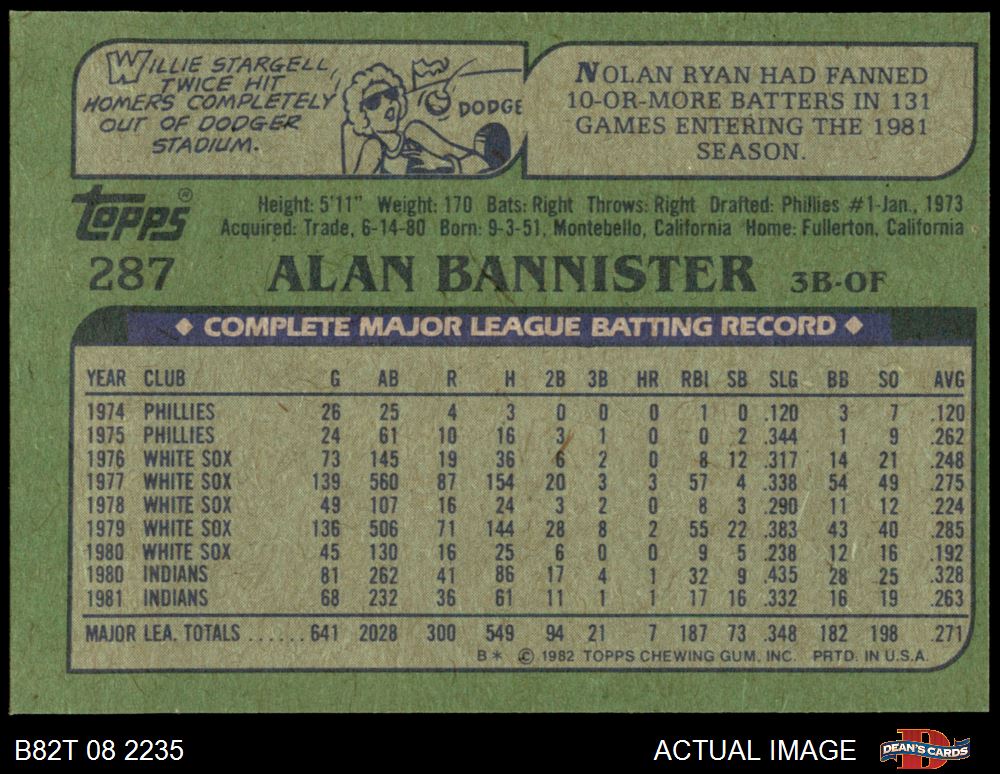 WILLIE STARGELL,
TWICE HIT
HOMERS COMPLETELY
OUT OF DODGER
STADIUM.
DODGE
NOLAN RYAN HAD FANNED
10-OR-MORE BATTERS IN 131
GAMES ENTERING THE 1981
SEASON.
TOPPS®
Height: 5'11" Weight: 170 Bats: Right Throws: Right Drafted: Phillies #1-Jan., 1973
Acquired: Trade, 6-14-80 Born: 9-3-51, Montebello, California Home: Fullerton, California
287 ALAN BANNISTER 3B-OF
◆ COMPLETE MAJOR LEAGUE BATTING RECORD ◆
YEAR CLUB G AB R H 2B 3B HR RBI SB SLG BB SO AVG
1974 PHILLIES 26 25 4 3 0 0 0 1 0 .120 3 7 .120
1975 PHILLIES 24 61 10 16 3 1 0 0 2 .344 1 9 .262
1976 WHITE SOX 73 145 19 36 6 2 0 8 12 .317 14 21 .248
1977 WHITE SOX 139 560 87 154 20 3 3 57 4 .338 54 49 .275
1978 WHITE SOX 49 107 16 24 3 2 0 8 3 .290 11 12 .224
1979 WHITE SOX 136 506 71 144 28 8 2 55 22 .383 43 40 .285
1980 WHITE SOX 45 130 16 25 6 0 0 9 5 .238 12 16 .192
1980 INDIANS 81 262 41 86 17 4 1 32 9 .435 28 25 .328
1981 INDIANS 68 232 36 61 11 1 1 17 16 .332 16 19 .263
MAJOR LEA. TOTALS ......641 2028 300 549 94 21 7 187 73 .348 182 198 .271
B* © 1982 TOPPS CHEWING GUM, INC. PRTD. IN U.S.A.
B82T 08 2235 ACTUAL IMAGE DEAN'S CARDS